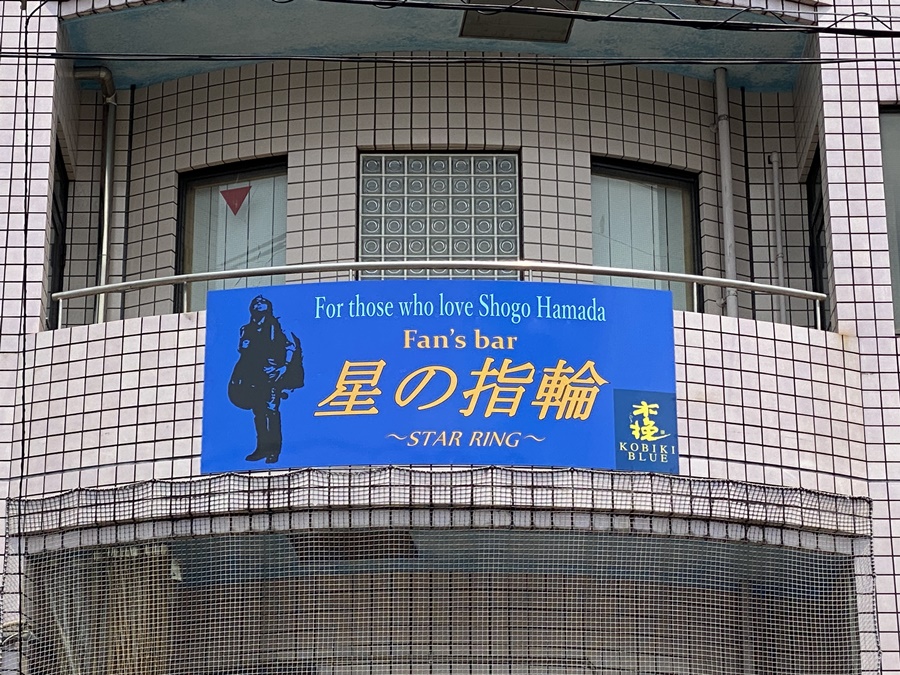 For those who love Shogo Hamada
Fan's bar
星の指輪
～STAR RING～
木挽
KOBIKI
BLUE